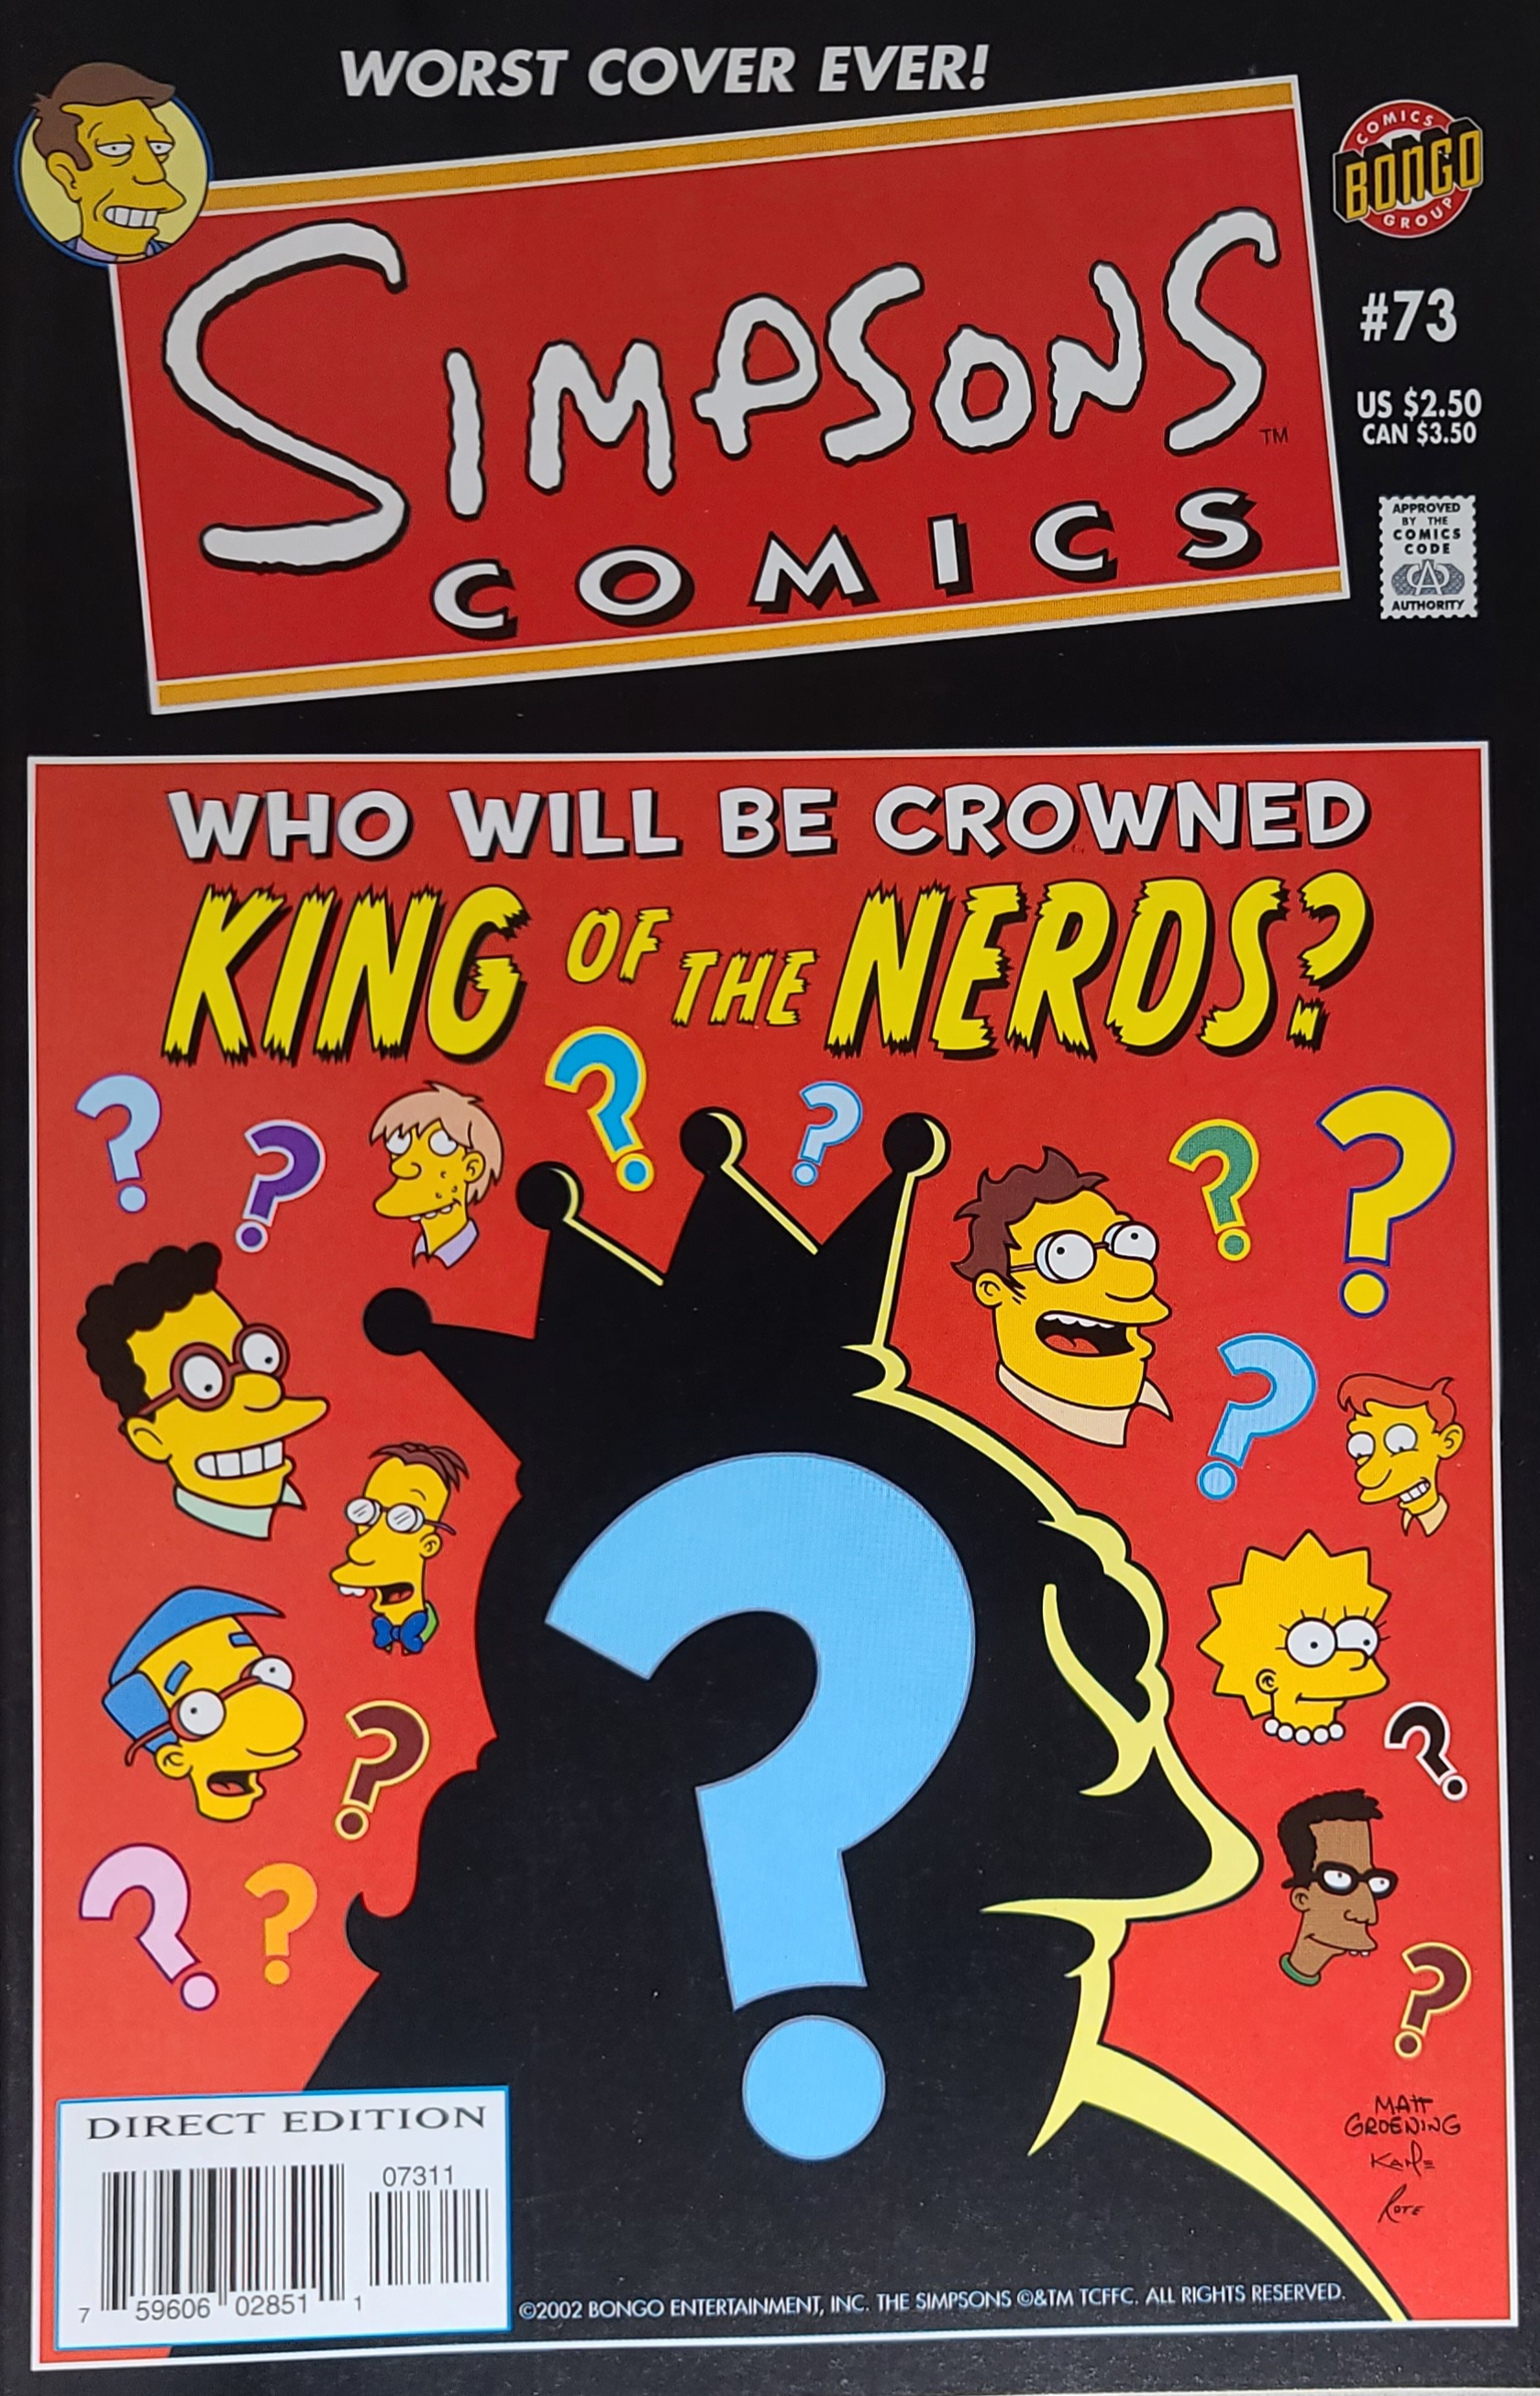 WORST COVER EVER!
SIMPSONS
TM
COMICS
COMICS
BONGO
GROUP
#73
US $2.50
CAN $3.50
APPROVED
BY THE
COMICS
CODE
A
AUTHORITY
WHO WILL BE CROWNED
KING OF THE NERDS?
MATT
GROENING
DIRECT EDITION
07311
7 59606 02851 1
©2002 BONGO ENTERTAINMENT, INC. THE SIMPSONS ©&TM TCFFC. ALL RIGHTS RESERVED.